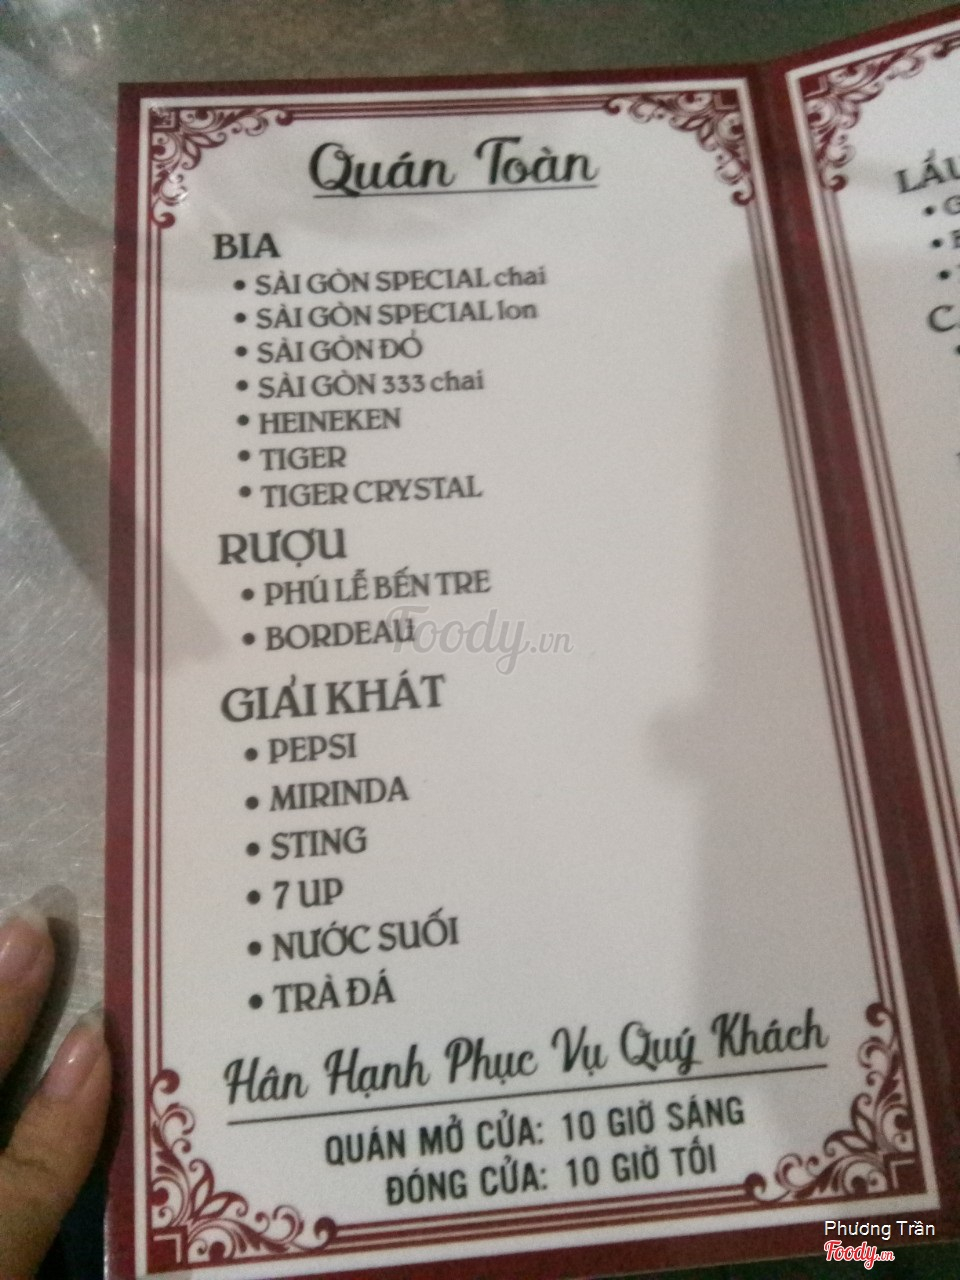 Quán Toàn
BIA
• SÀI GÒN SPECIAL chai
• SÀI GÒN SPECIAL lon
• SÀI GÒN ĐỎ
• SÀI GÒN 333 chai
• HEINEKEN
• TIGER
• TIGER CRYSTAL
RƯỢU
• PHÚ LỄ BẾN TRE
• BORDEAU
GIẢI KHÁT
• PEPSI
• MIRINDA
• STING
• 7 UP
• NƯỚC SUỐI
• TRÀ ĐÁ
Hân Hạnh Phục Vụ Quý Khách
QUÁN MỞ CỬA: 10 GIỜ SÁNG
ĐÓNG CỬA: 10 GIỜ TỐI
LẨU
Foody.vn
Phương Trần
Foody.vn